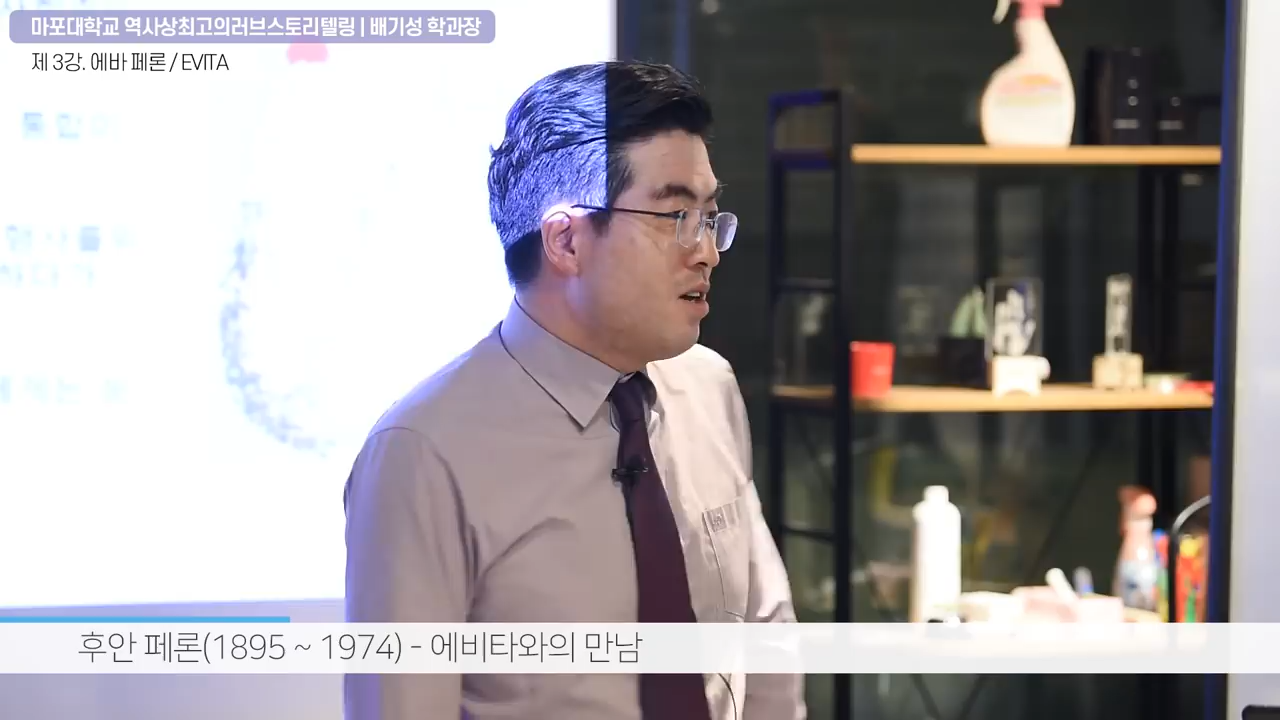 마포대학교 역사상최고의러브스토리텔링 | 배기성 학과장
제 3강. 에바 페론 / EVITA
후안 페론(1895 ~ 1974) - 에비타와의 만남